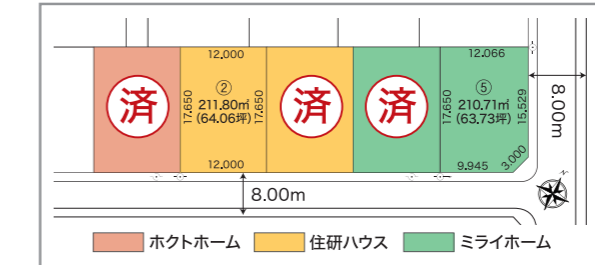 12.000
12.066
済
②
211.80㎡
(64.06坪)
17.650
17.650
済
済
17.650
⑤
210.71㎡
(63.73坪)
15.529
12.000
9.945
3.000
8.00m
8.00m
N
ホクトホーム
住研ハウス
ミライホーム